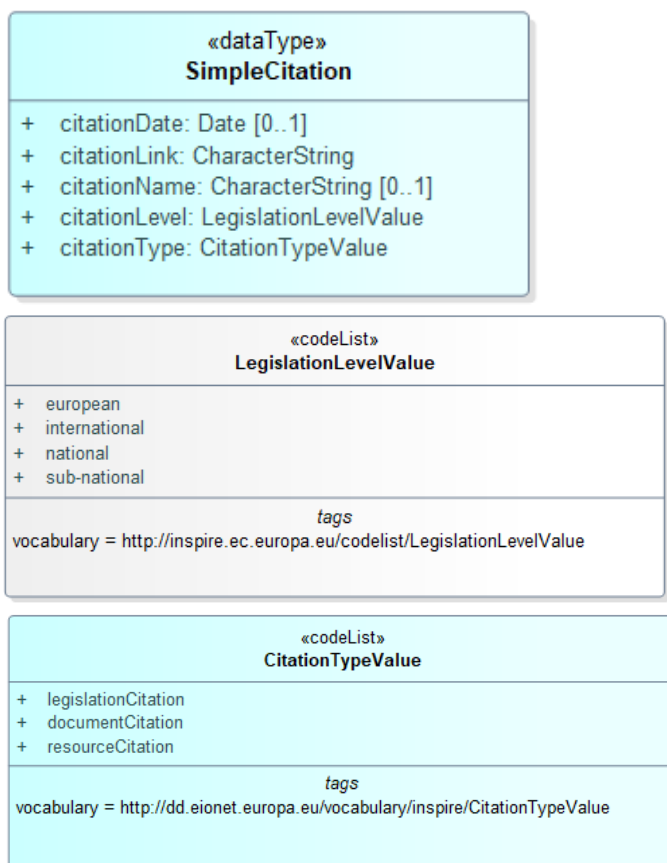 «dataType»
SimpleCitation
+ citationDate: Date [0..1]
+ citationLink: CharacterString
+ citationName: CharacterString [0..1]
+ citationLevel: LegislationLevelValue
+ citationType: CitationTypeValue
«codeList»
LegislationLevelValue
+ european
+ international
+ national
+ sub-national
tags
vocabulary = http://inspire.ec.europa.eu/codelist/LegislationLevelValue
«codeList»
CitationTypeValue
+ legislationCitation
+ documentCitation
+ resourceCitation
tags
vocabulary = http://dd.eionet.europa.eu/vocabulary/inspire/CitationTypeValue